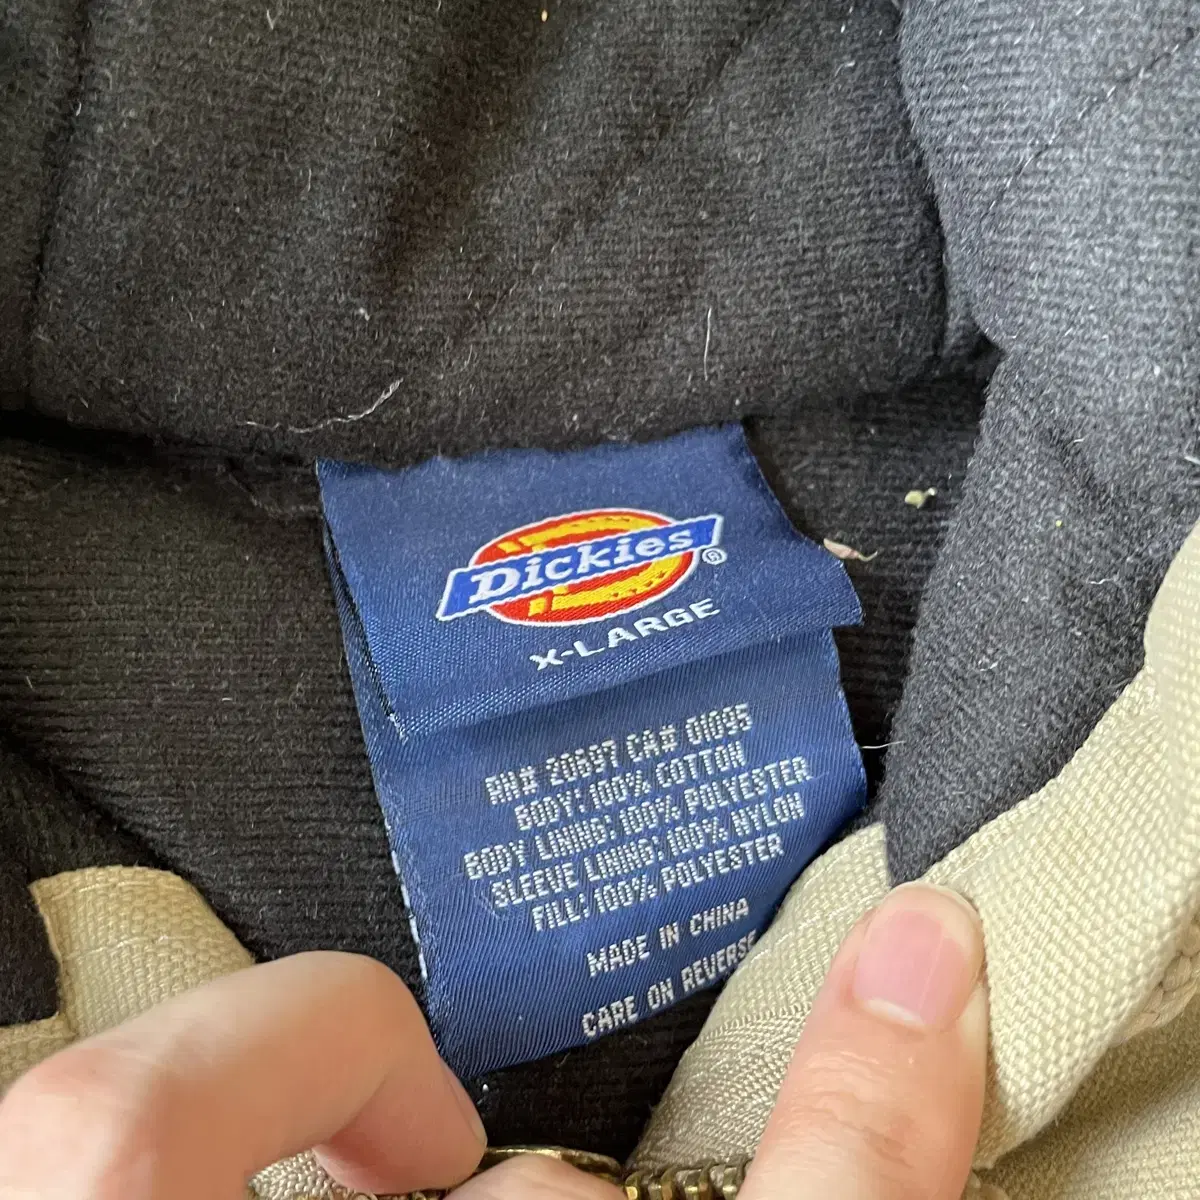 Dickies®
X-LARGE
RN# 20697 CA# 01095
BODY: 100% COTTON
BODY LINING: 100% POLYESTER
SLEEVE LINING: 100% NYLON
FILL: 100% POLYESTER
MADE IN CHINA
CARE ON REVERSE